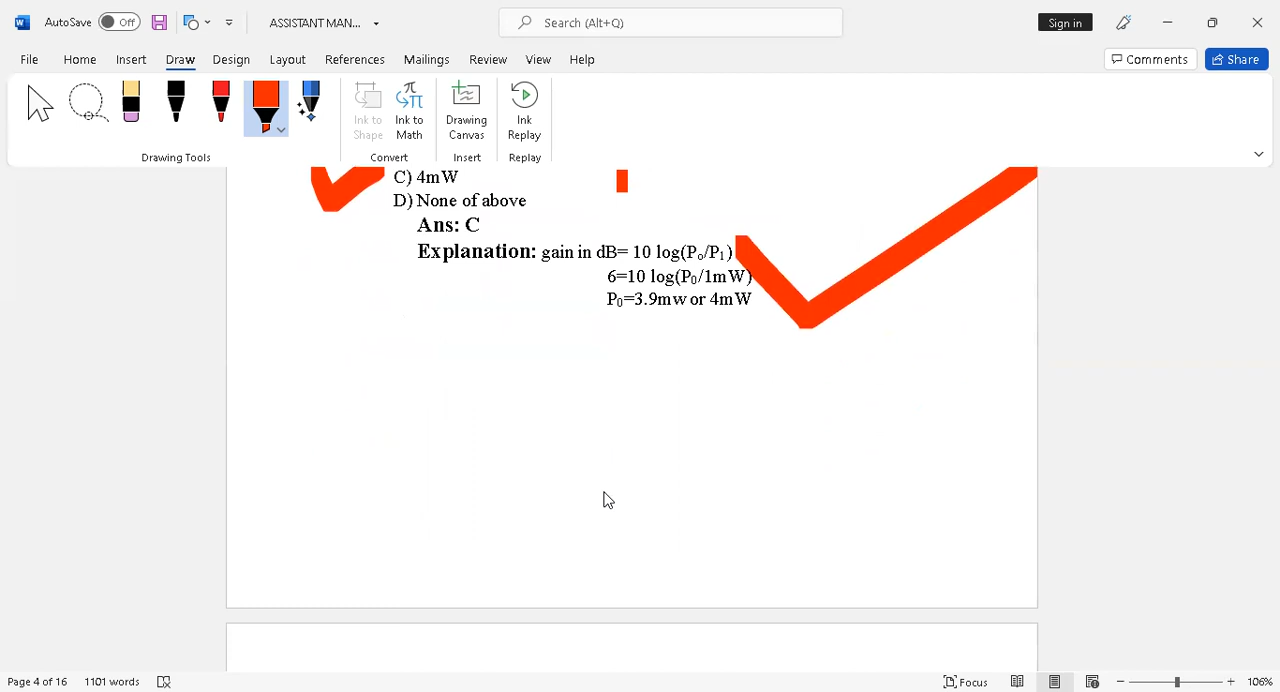 AutoSave Off ASSISTANT MAN... Search (Alt+Q) Sign in
File Home Insert Draw Design Layout References Mailings Review View Help Comments Share
Ink to Shape
Ink to Math
Drawing Canvas
Ink Replay
Drawing Tools Convert Insert Replay
C) 4mW
D) None of above
Ans: C
Explanation: gain in dB= 10 log(Po/P1)
6=10 log(P0/1mW)
P0=3.9mw or 4mW
Page 4 of 16 1101 words Focus 106%